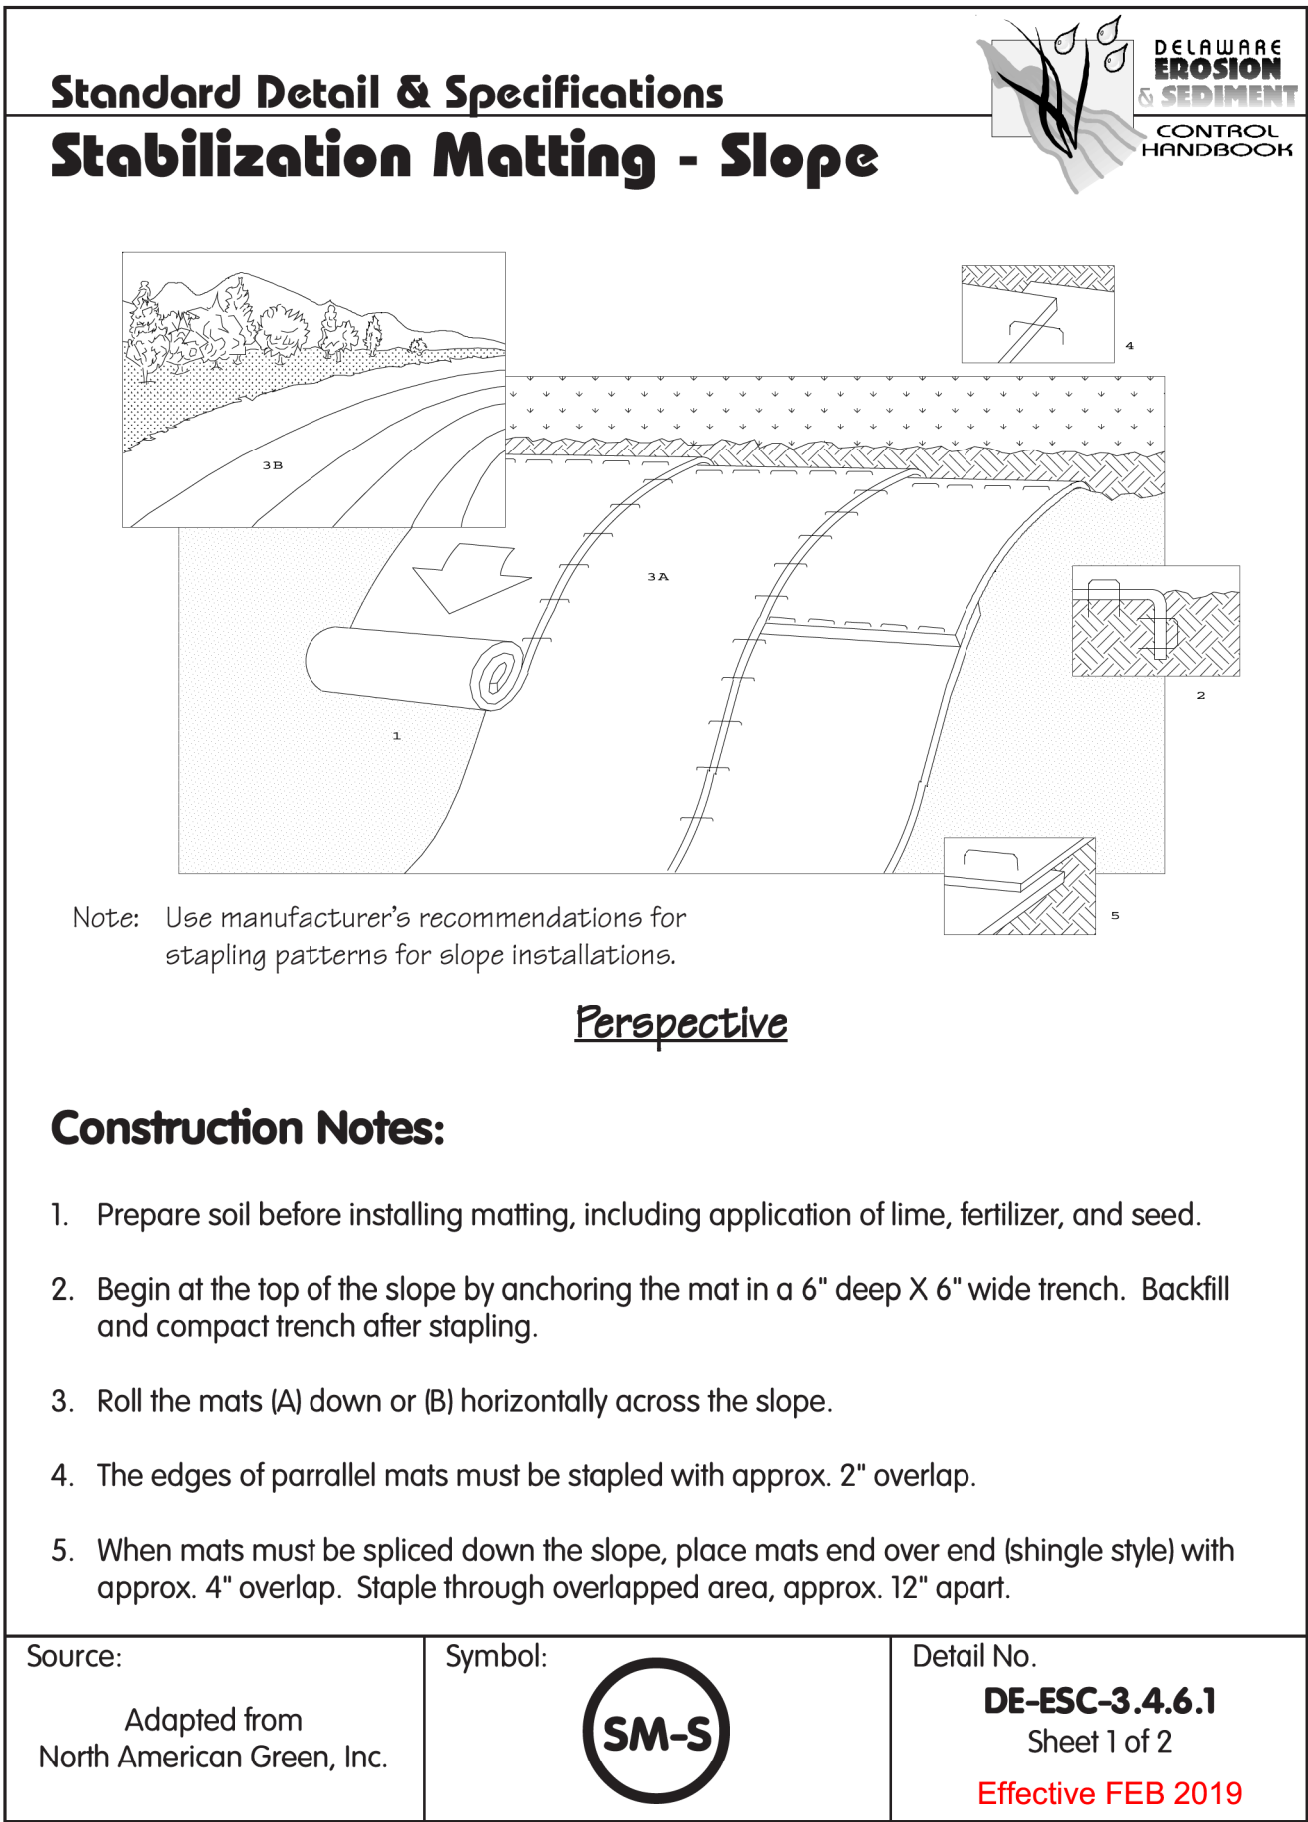 Standard Detail & Specifications
Stabilization Matting - Slope
DELAWARE
EROSION
& SEDIMENT
CONTROL
HANDBOOK
4
3B
3A
2
1
5
Note: Use manufacturer's recommendations for
stapling patterns for slope installations.
Perspective
Construction Notes:
1. Prepare soil before installing matting, including application of lime, fertilizer, and seed.
2. Begin at the top of the slope by anchoring the mat in a 6" deep X 6" wide trench. Backfill
and compact trench after stapling.
3. Roll the mats (A) down or (B) horizontally across the slope.
4. The edges of parrallel mats must be stapled with approx. 2" overlap.
5. When mats must be spliced down the slope, place mats end over end (shingle style) with
approx. 4" overlap. Staple through overlapped area, approx. 12" apart.
Source:
Adapted from
North American Green, Inc.
Symbol:
SM-S
Detail No.
DE-ESC-3.4.6.1
Sheet 1 of 2
Effective FEB 2019